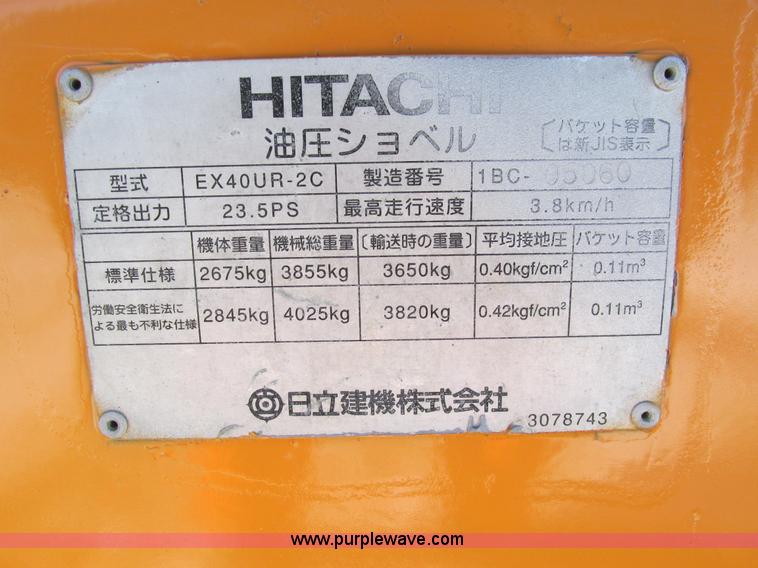 HITACHI
油圧ショベル
〔バケット容量
は新JIS表示〕
型式 EX40UR-2C 製造番号 1BC-05060
定格出力 23.5PS 最高走行速度 3.8km/h
機体重量 機械総重量 〔輸送時の重量〕 平均接地圧 バケット容量
標準仕様 2675kg 3855kg 3650kg 0.40kgf/cm² 0.11m³
労働安全衛生法に
よる最も不利な仕様 2845kg 4025kg 3820kg 0.42kgf/cm² 0.11m³
日立建機株式会社
3078743
www.purplewave.com